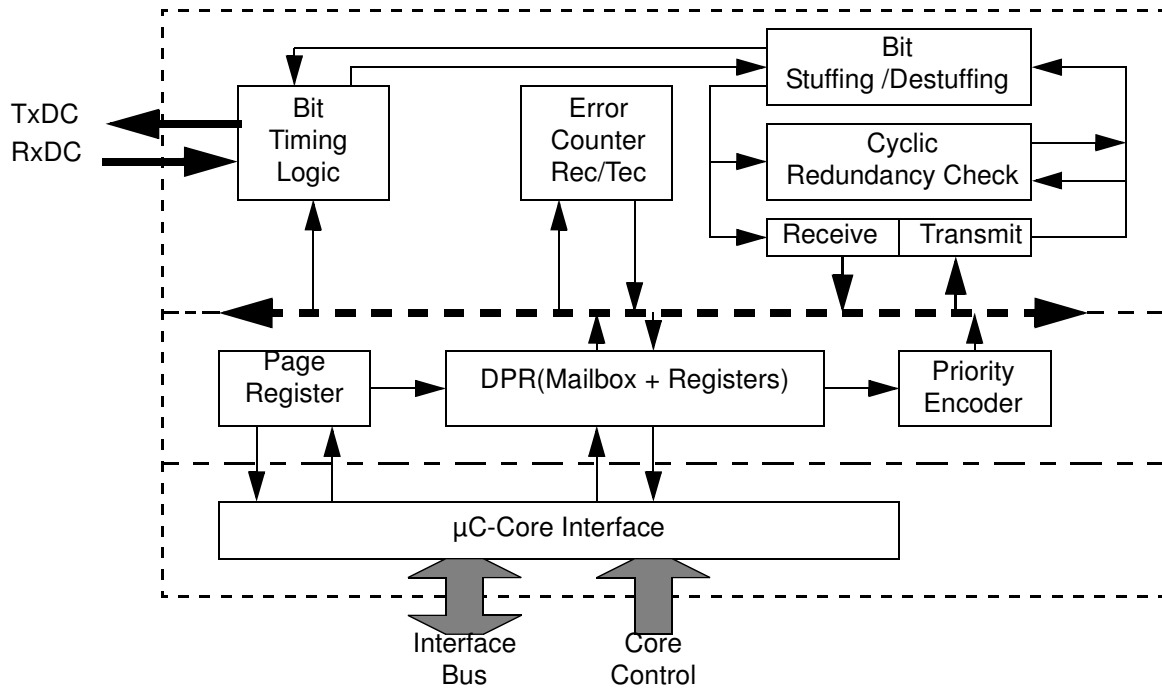 TxDC
RxDC
Bit
Timing
Logic
Error
Counter
Rec/Tec
Bit
Stuffing /Destuffing
Cyclic
Redundancy Check
Receive
Transmit
Page
Register
DPR(Mailbox + Registers)
Priority
Encoder
µC-Core Interface
Interface
Bus
Core
Control